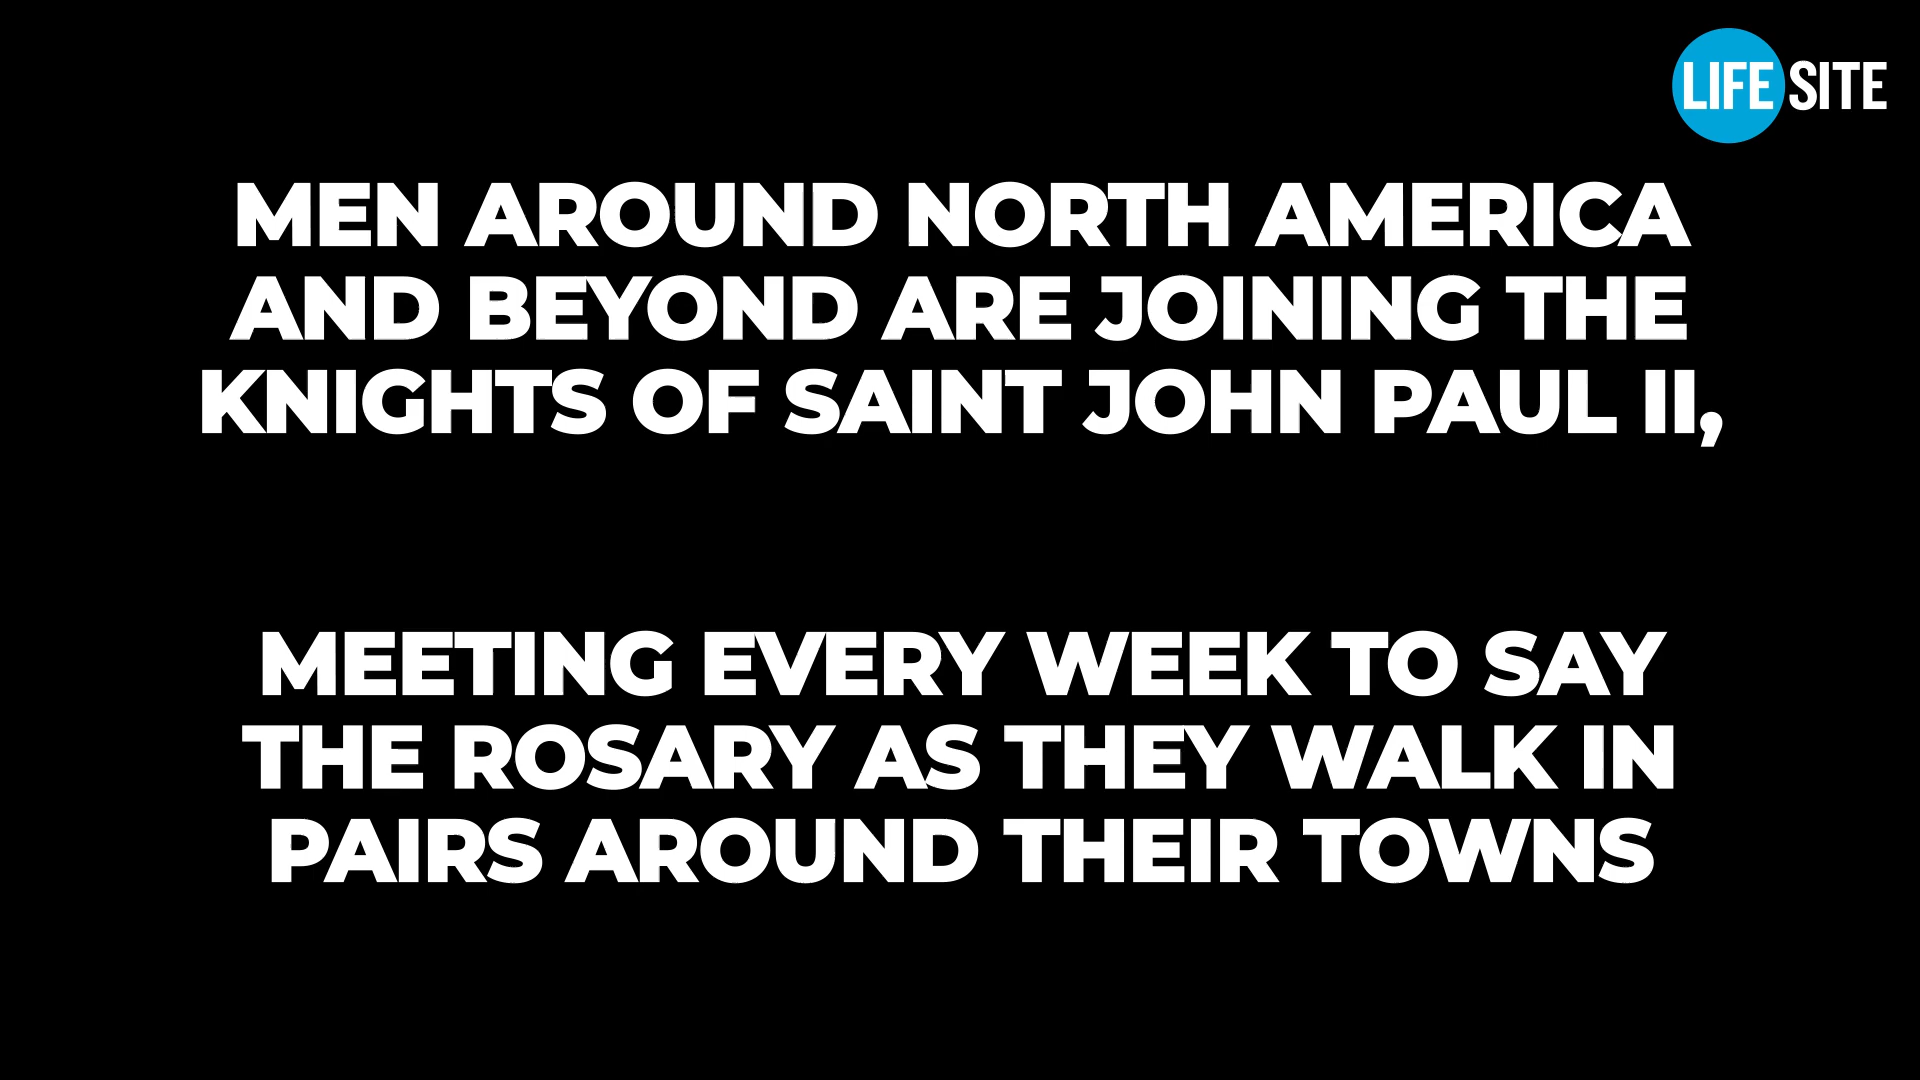 LIFE SITE
MEN AROUND NORTH AMERICA
AND BEYOND ARE JOINING THE
KNIGHTS OF SAINT JOHN PAUL II,
MEETING EVERY WEEK TO SAY
THE ROSARY AS THEY WALK IN
PAIRS AROUND THEIR TOWNS